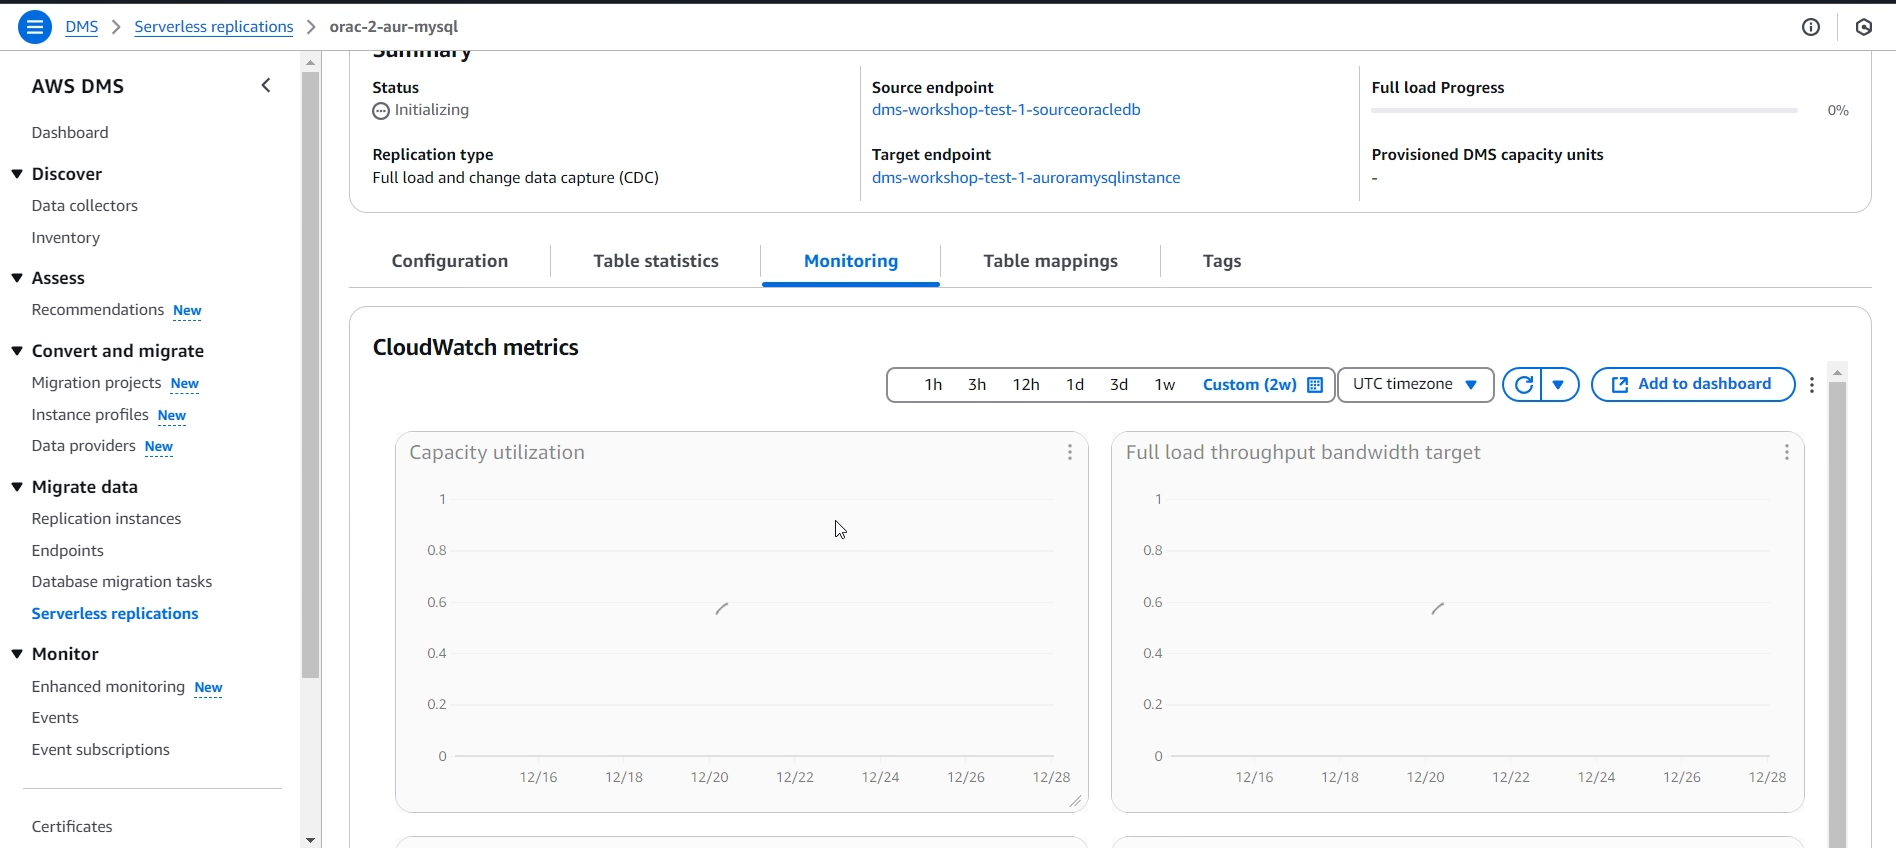 DMS > Serverless replications > orac-2-aur-mysql
AWS DMS
Dashboard
Discover
Data collectors
Inventory
Assess
Recommendations New
Convert and migrate
Migration projects New
Instance profiles New
Data providers New
Migrate data
Replication instances
Endpoints
Database migration tasks
Serverless replications
Monitor
Enhanced monitoring New
Events
Event subscriptions
Certificates
Summary
Status
Initializing
Replication type
Full load and change data capture (CDC)
Source endpoint
dms-workshop-test-1-sourceoracledb
Target endpoint
dms-workshop-test-1-auroramysqlinstance
Full load Progress
0%
Provisioned DMS capacity units
-
Configuration Table statistics Monitoring Table mappings Tags
CloudWatch metrics
1h 3h 12h 1d 3d 1w Custom (2w) UTC timezone Add to dashboard
Capacity utilization
1
0.8
0.6
0.4
0.2
0
12/16 12/18 12/20 12/22 12/24 12/26 12/28
Full load throughput bandwidth target
1
0.8
0.6
0.4
0.2
0
12/16 12/18 12/20 12/22 12/24 12/26 12/28